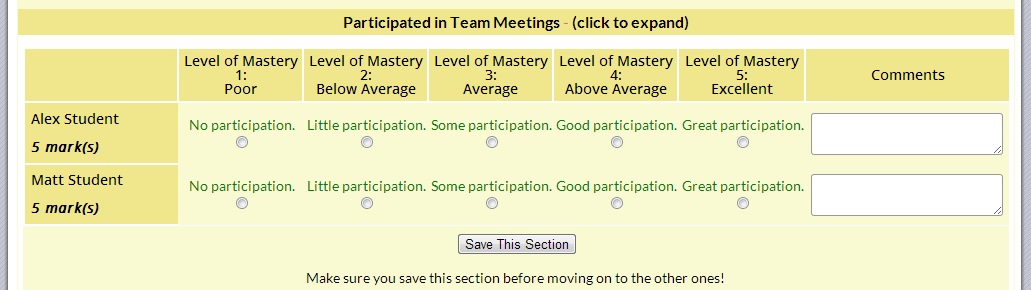 Participated in Team Meetings - (click to expand)
Level of Mastery 1: Poor
Level of Mastery 2: Below Average
Level of Mastery 3: Average
Level of Mastery 4: Above Average
Level of Mastery 5: Excellent
Comments
Alex Student
5 mark(s)
No participation.
Little participation.
Some participation.
Good participation.
Great participation.
Matt Student
5 mark(s)
No participation.
Little participation.
Some participation.
Good participation.
Great participation.
Save This Section
Make sure you save this section before moving on to the other ones!